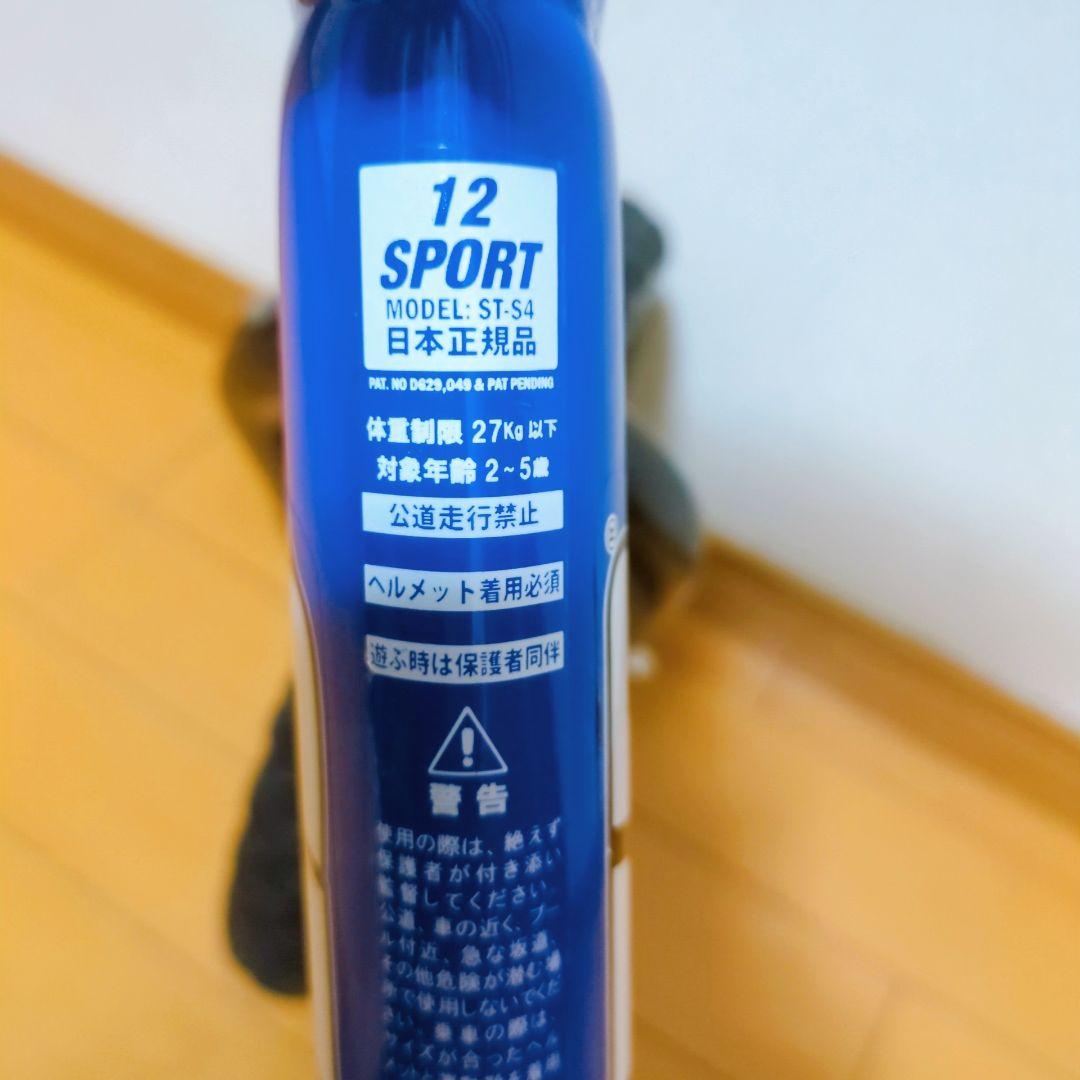 12
SPORT
MODEL: ST-S4
日本正規品
PAT. NO D629,049 & PAT PENDING
体重制限 27Kg 以下
対象年齢 2~5歳
公道走行禁止
ヘルメット着用必須
遊ぶ時は保護者同伴
警告
使用の際は、絶えず
保護者が付き添い
監督してください。
公道、車の近く、プー
ル付近、急な坂道、
その他危険が潜む場
所で使用しないでくだ
さい。乗車の際は、
サイズが合ったヘル